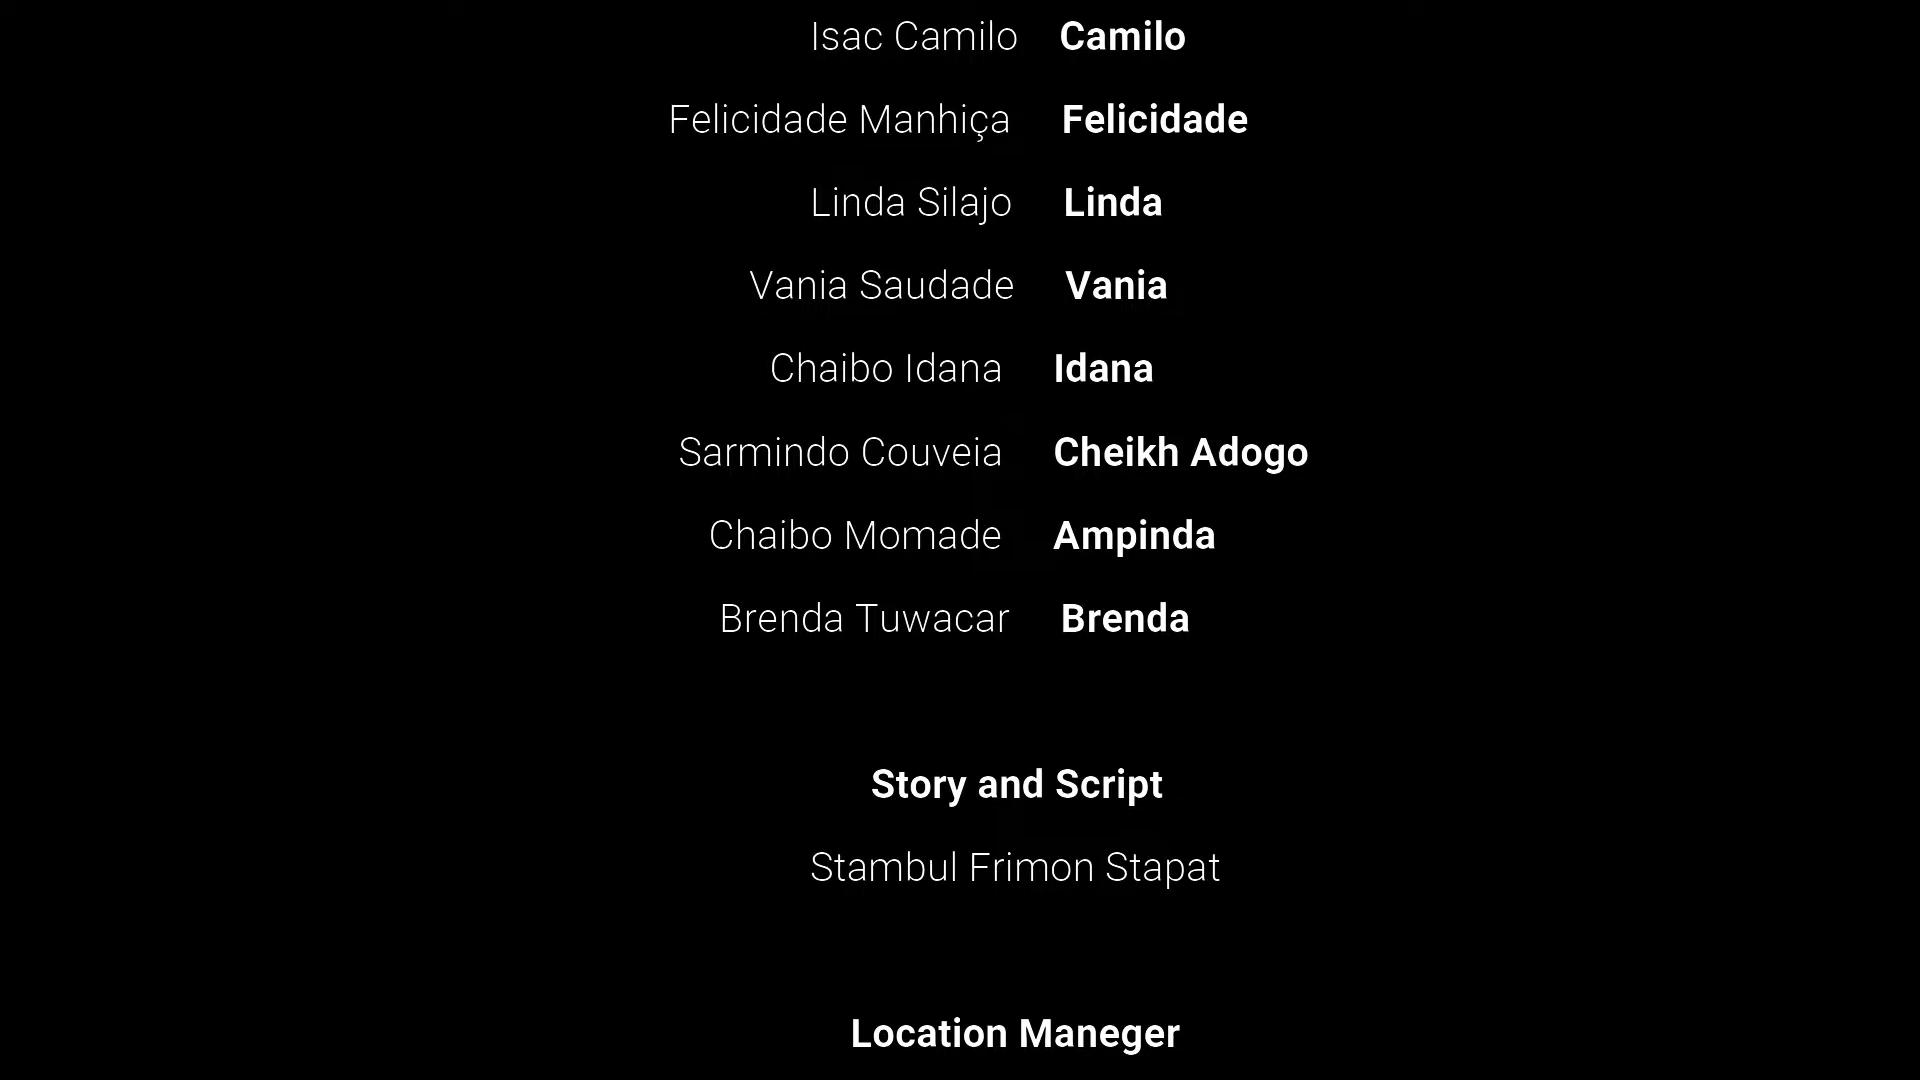 Isac Camilo Camilo
Felicidade Manhiça Felicidade
Linda Silajo Linda
Vania Saudade Vania
Chaibo Idana Idana
Sarmindo Couveia Cheikh Adogo
Chaibo Momade Ampinda
Brenda Tuwacar Brenda
Story and Script
Stambul Frimon Stapat
Location Maneger